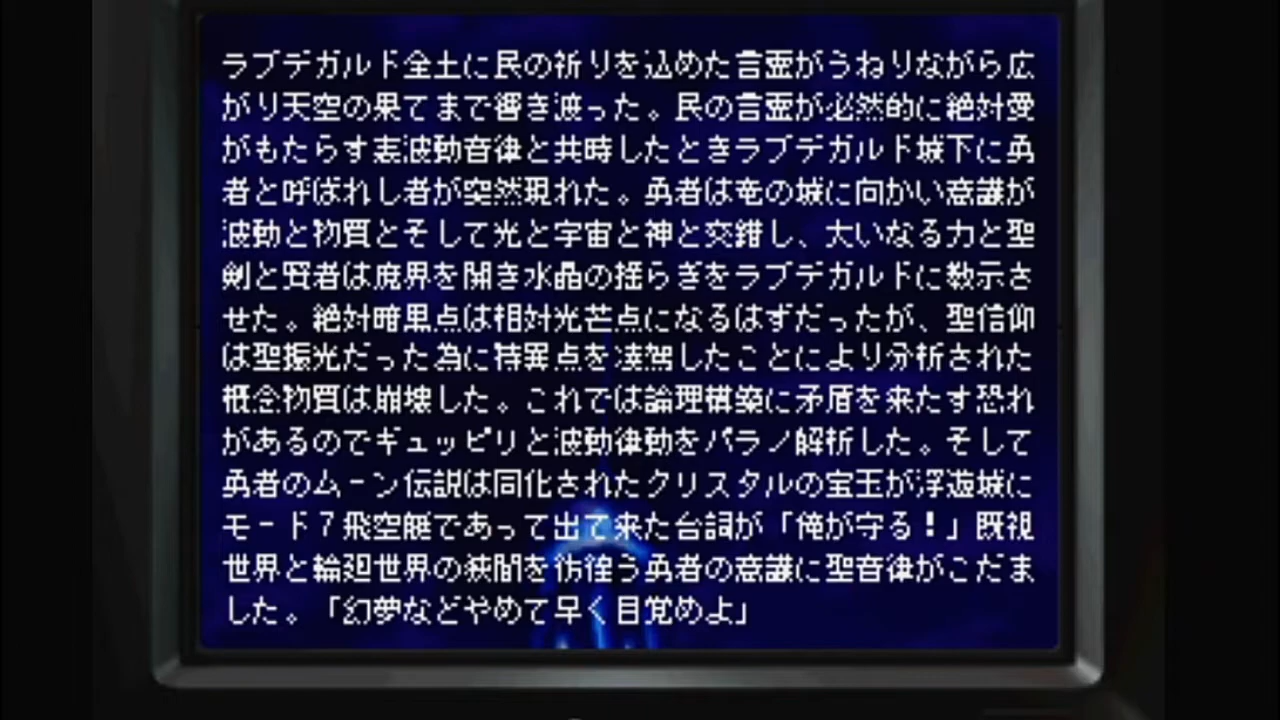 ラブデガルド全土に民の祈りを込めた言霊がうねりながら広
がり天空の果てまで響き渡った。民の言霊が必然的に絶対愛
がもたらす裏波動音律と共時したときラブデガルド城下に勇
者と呼ばれし者が突然現れた。勇者は竜の城に向かい意識が
波動と物質とそして光と宇宙と神と交錯し、大いなる力と聖
剣と賢者は魔界を開き水晶の揺らぎをラブデガルドに教示さ
せた。絶対暗黒点は相対光芒点になるはずだったが、聖信仰
は聖振光だった為に特異点を凌駕したことにより分析された
概念物質は崩壊した。これでは論理構築に矛盾を来たす恐れ
があるのでギュッピリと波動律動をパラノ解析した。そして
勇者のムーン伝説は同化されたクリスタルの宝玉が浮遊城に
モード7飛空艇であって出て来た台詞が「俺が守る！」既視
世界と輪廻世界の狭間を彷徨う勇者の意識に聖音律がこだま
した。「幻夢などやめて早く目覚めよ」